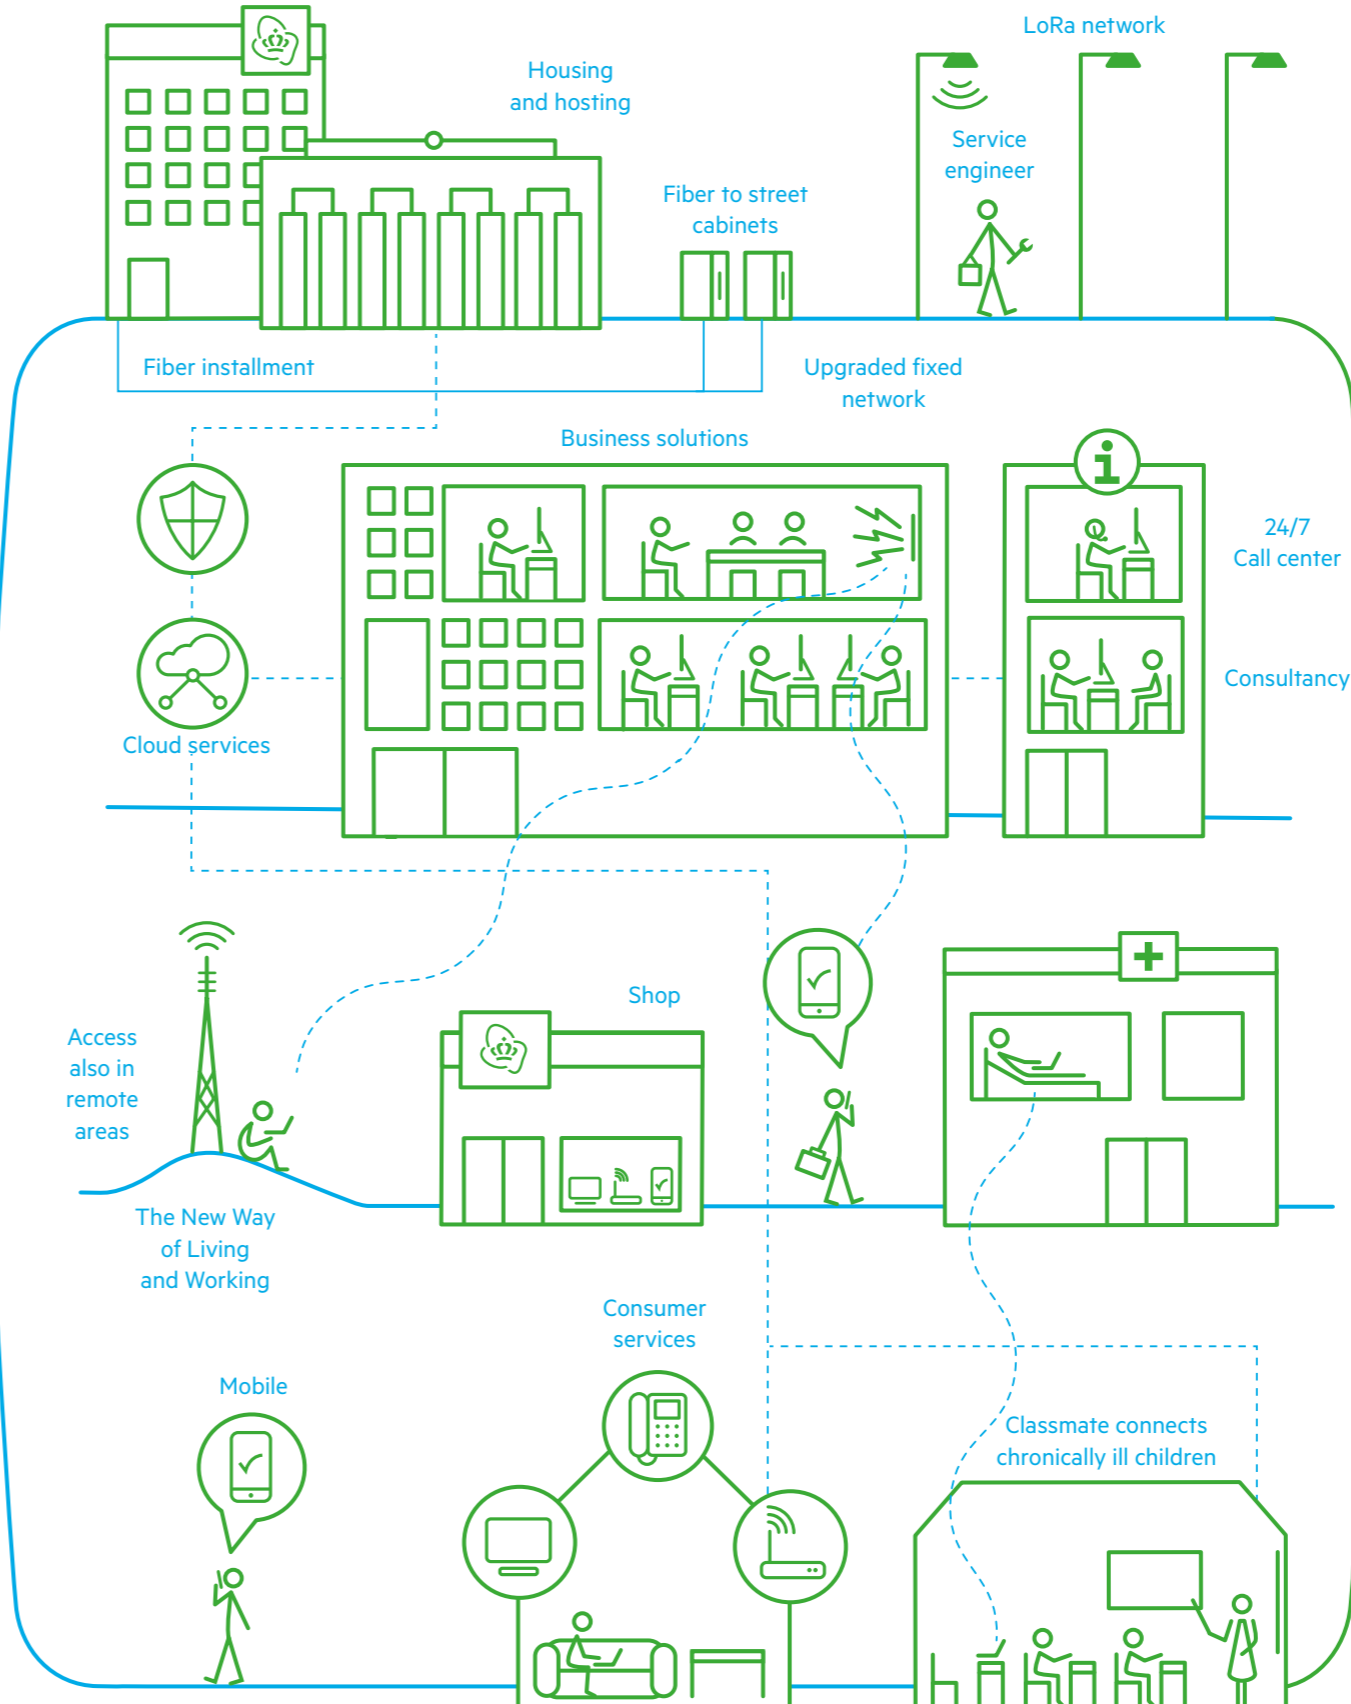 LoRa network
Housing
and hosting
Service
engineer
Fiber to street
cabinets
Fiber installment
Upgraded fixed
network
Business solutions
24/7
Call center
Consultancy
Cloud services
Shop
Access
also in
remote
areas
The New Way
of Living
and Working
Consumer
services
Mobile
Classmate connects
chronically ill children